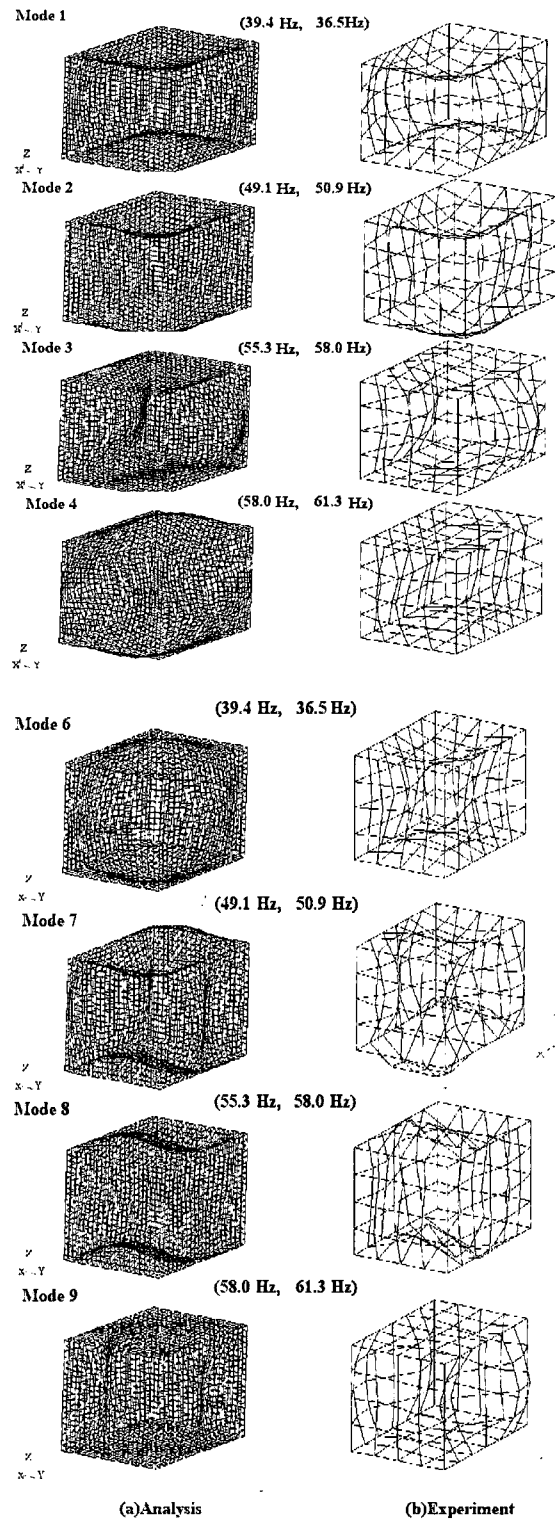 Mode 1
(39.4 Hz, 36.5Hz)
Z
X - Y
Mode 2
(49.1 Hz, 50.9 Hz)
Z
X - Y
Mode 3
(55.3 Hz, 58.0 Hz)
Z
X - Y
Mode 4
(58.0 Hz, 61.3 Hz)
Z
X - Y
(39.4 Hz, 36.5 Hz)
Mode 6
X - Y
(49.1 Hz, 50.9 Hz)
Mode 7
X - Y
(55.3 Hz, 58.0 Hz)
Mode 8
X - Y
(58.0 Hz, 61.3 Hz)
Mode 9
X - Y
(a)Analysis (b)Experiment